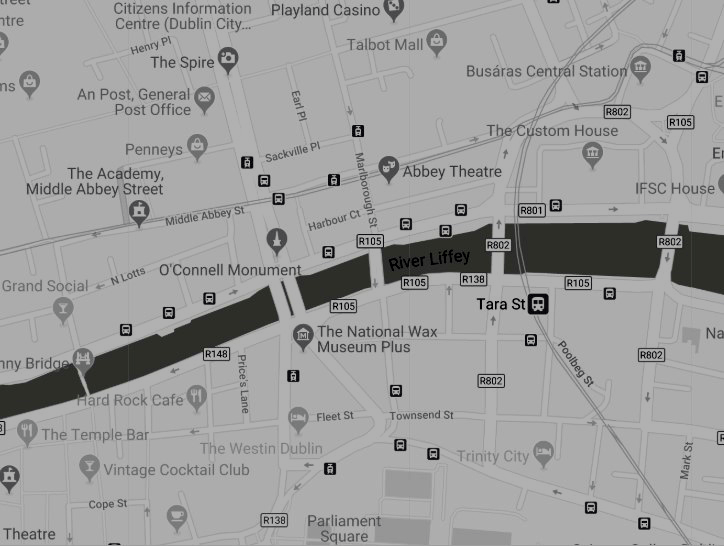 Citizens Information
Centre (Dublin City...
Playland Casino
Henry Pl
Talbot Mall
The Spire
Busáras Central Station
An Post, General
Post Office
Earl Pl
R802
R105
The Custom House
Penneys
Sackville Pl
The Academy,
Middle Abbey Street
Abbey Theatre
Marlborough St
IFSC House
Middle Abbey St
Harbour Ct
R801
R105
R802
R802
O'Connell Monument
River Liffey
N Lotts
R105
R138
R105
Grand Social
R105
Tara St
The National Wax
Museum Plus
R148
Price's Lane
Poolbeg St
R802
nny Bridge
R802
Hard Rock Cafe
Fleet St
Townsend St
The Temple Bar
The Westin Dublin
Trinity City
Mark St
Vintage Cocktail Club
Cope St
R138
Parliament
Square
Theatre